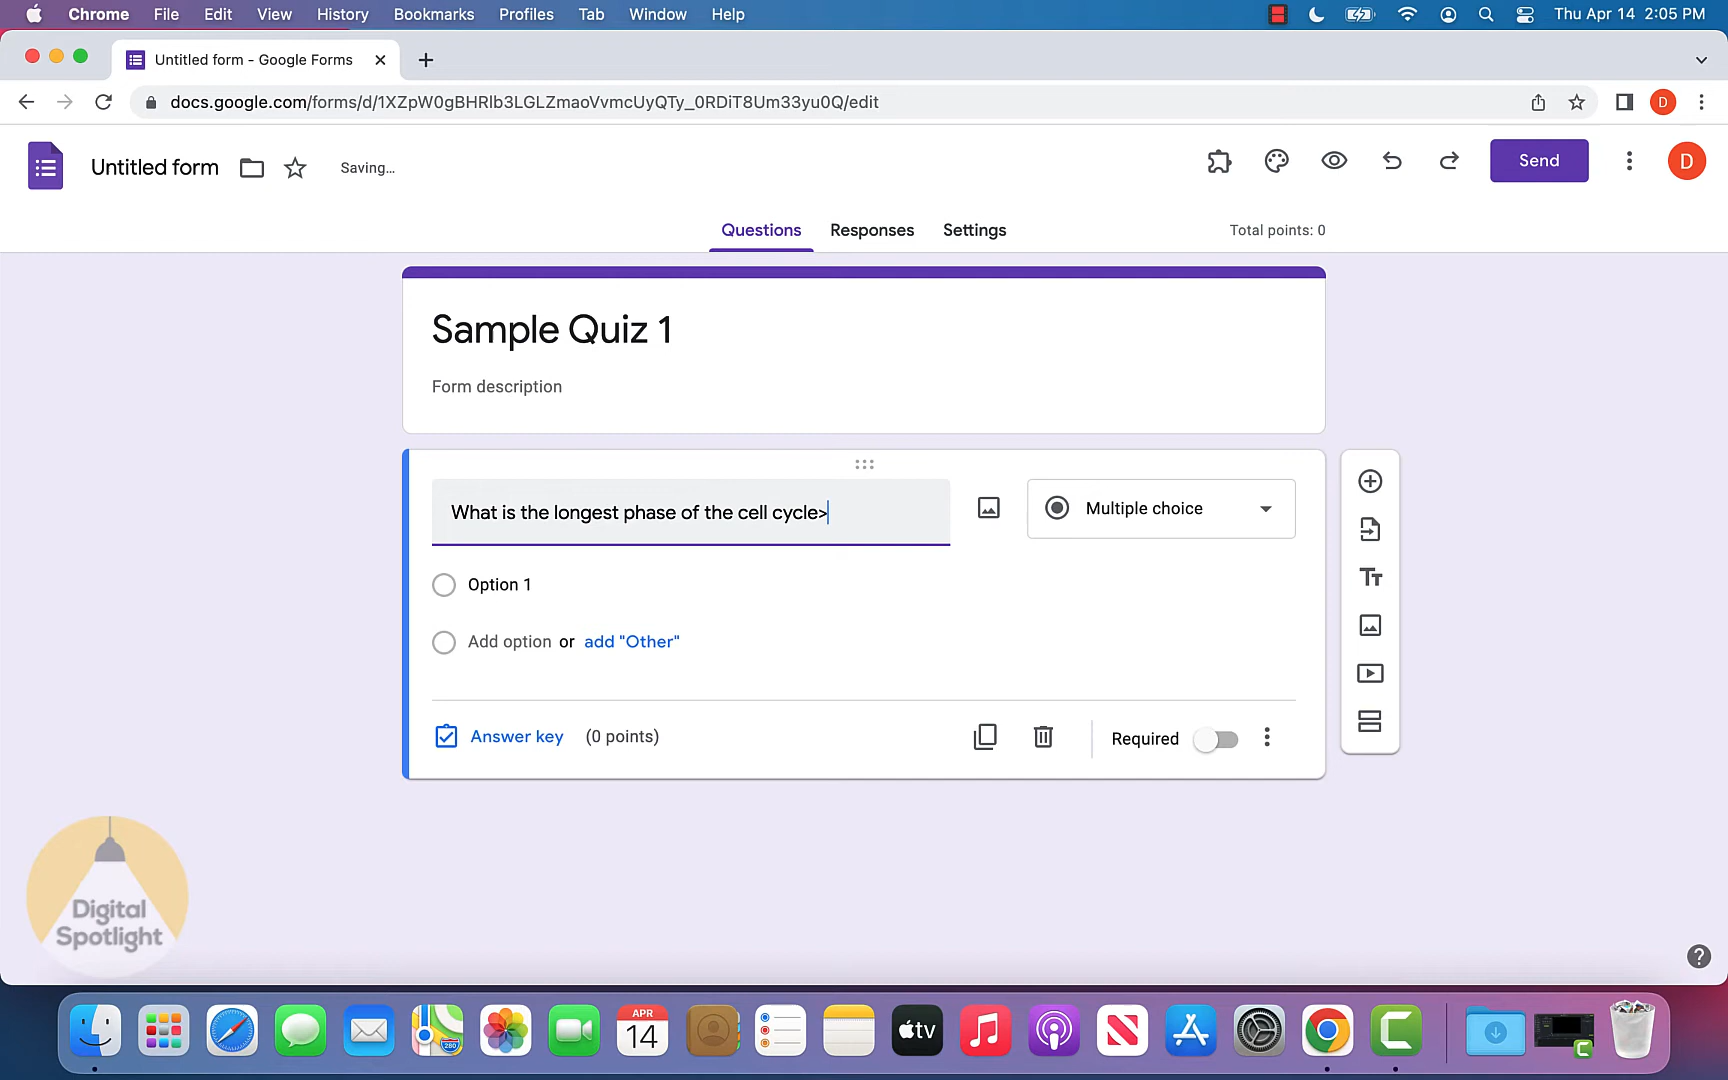 Chrome File Edit View History Bookmarks Profiles Tab Window Help Thu Apr 14 2:05 PM
Untitled form - Google Forms
docs.google.com/forms/d/1XZpW0gBHRlb3LGLZmaoVvmcUyQTy_0RDiT8Um33yu0Q/edit
D
Untitled form Saving...
Send
D
Questions Responses Settings Total points: 0
Sample Quiz 1
Form description
What is the longest phase of the cell cycle>
Multiple choice
Option 1
Add option or add "Other"
Answer key (0 points)
Required
Digital
Spotlight
APR
14
280
tv